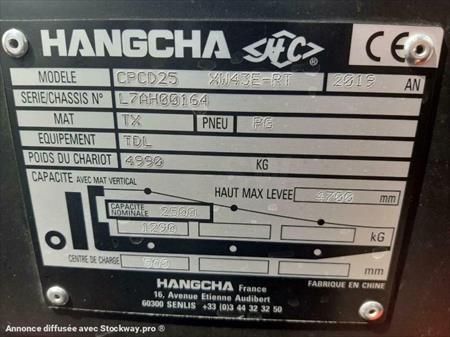 HANGCHA HC ® CE
MODELE CPCD25 XW43E-RT 2019 AN
SERIE/CHASSIS N° L7AH00164
MAT TX PNEU PG
EQUIPEMENT TDL
POIDS DU CHARIOT 4990 KG
CAPACITE AVEC MAT VERTICAL
HAUT MAX LEVEE 4700 mm
CAPACITE NOMINALE 2500
1290 kG
CENTRE DE CHARGE mm
HANGCHA France
16, Avenue Etienne Audibert
60300 SENLIS +33 (0)3 44 32 32 50
FABRIQUE EN CHINE
Annonce diffusée avec Stockway.pro ®